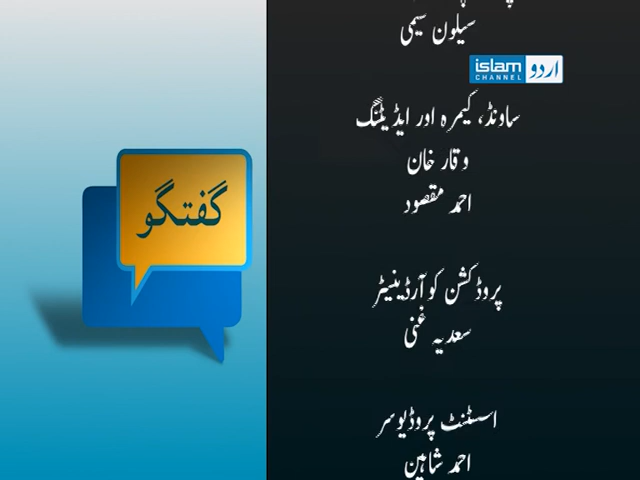 سیلون سیمی
islam
CHANNEL
اردو
ساونڈ، کیمرہ اور ایڈیٹنگ
وقار خان
احمد مقصود
گفتگو
پروڈکشن کوآرڈینیٹر
سعدیہ غنی
اسسٹنٹ پروڈیوسر
احمد شاہین